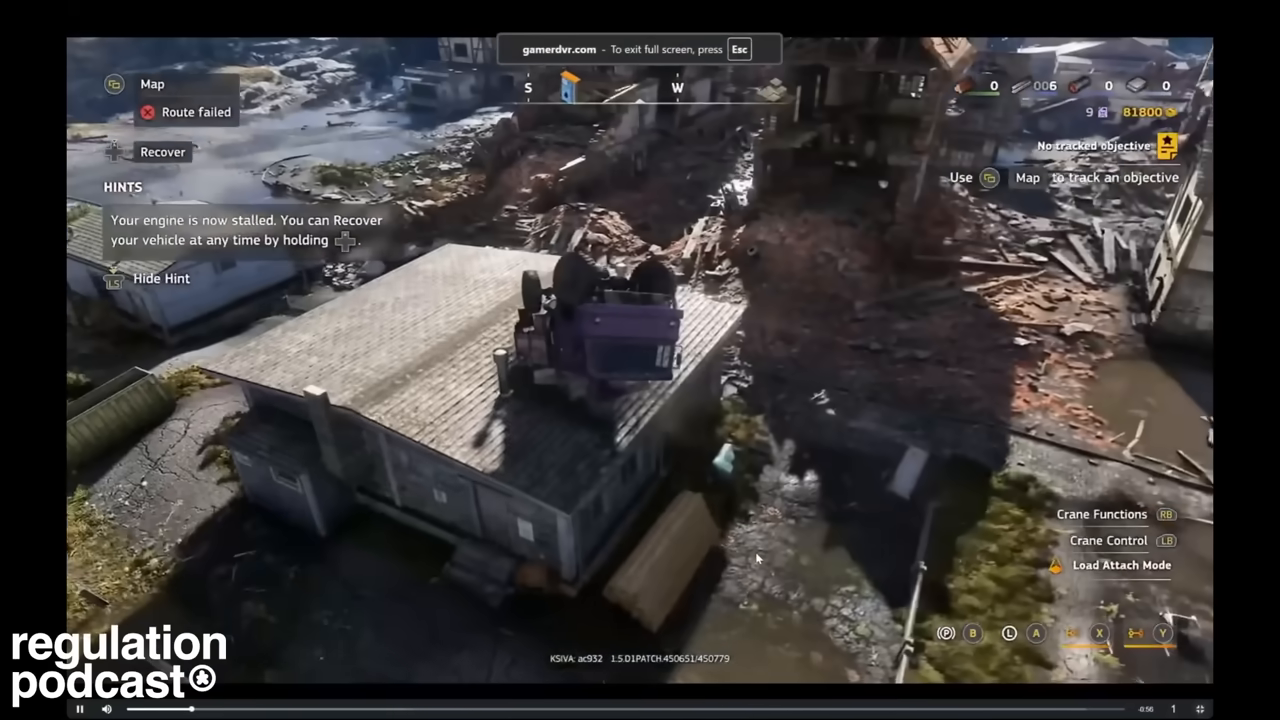 gamerdvr.com - To exit full screen, press Esc
Map
Route failed
Recover
HINTS
Your engine is now stalled. You can Recover
your vehicle at any time by holding
LS Hide Hint
S W
0 006 0 0
9 81800
No tracked objective
Use Map to track an objective
Crane Functions RB
Crane Control LB
Load Attach Mode
P B L A X Y
KSIVA: ac932 1.5.01PATCH.450651/450779
regulation
podcast
-0:56 1